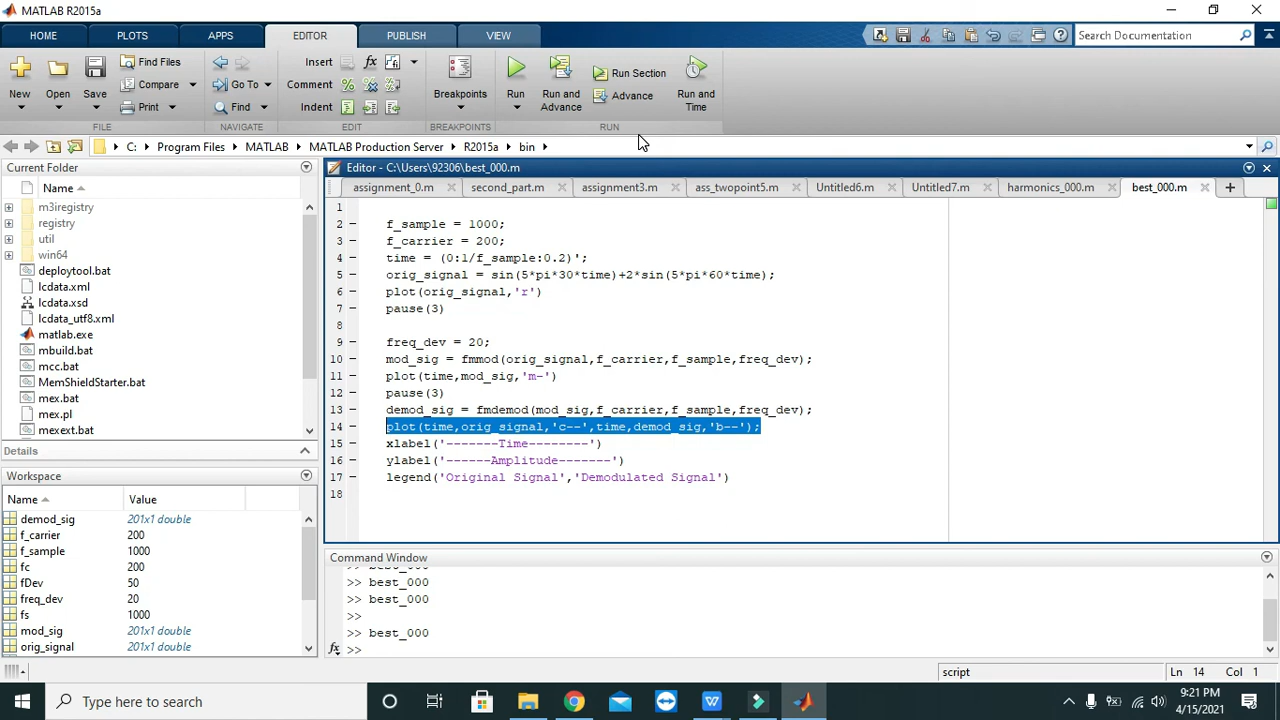 MATLAB R2015a
HOME PLOTS APPS EDITOR PUBLISH VIEW Search Documentation
Find Files Insert fx Run Section
Compare Comment
New Open Save Go To Breakpoints Run Run and Advance Advance Run and Time
Print Find Indent
FILE NAVIGATE EDIT BREAKPOINTS RUN
C: Program Files MATLAB MATLAB Production Server R2015a bin
Current Folder
Name
m3iregistry
registry
util
win64
deploytool.bat
lcdata.xml
lcdata.xsd
lcdata_utf8.xml
matlab.exe
mbuild.bat
mcc.bat
MemShieldStarter.bat
mex.bat
mex.pl
mexext.bat
Details
Workspace
Name Value
demod_sig 201x1 double
f_carrier 200
f_sample 1000
fc 200
fDev 50
freq_dev 20
fs 1000
mod_sig 201x1 double
orig_signal 201x1 double
Editor - C:\Users\92306\best_000.m
assignment_0.m second_part.m assignment3.m ass_twopoint5.m Untitled6.m Untitled7.m harmonics_000.m best_000.m
1
2 f_sample = 1000;
3 f_carrier = 200;
4 time = (0:1/f_sample:0.2)';
5 orig_signal = sin(5*pi*30*time)+2*sin(5*pi*60*time);
6 plot(orig_signal,'r')
7 pause(3)
8
9 freq_dev = 20;
10 mod_sig = fmmod(orig_signal,f_carrier,f_sample,freq_dev);
11 plot(time,mod_sig,'m-')
12 pause(3)
13 demod_sig = fmdemod(mod_sig,f_carrier,f_sample,freq_dev);
14 plot(time,orig_signal,'c--',time,demod_sig,'b--');
15 xlabel('-------Time--------')
16 ylabel('------Amplitude-------')
17 legend('Original Signal','Demodulated Signal')
18
Command Window
>> best_000
>> best_000
>> best_000
>>
>> best_000
fx >>
script Ln 14 Col 1
Type here to search 9:21 PM
4/15/2021